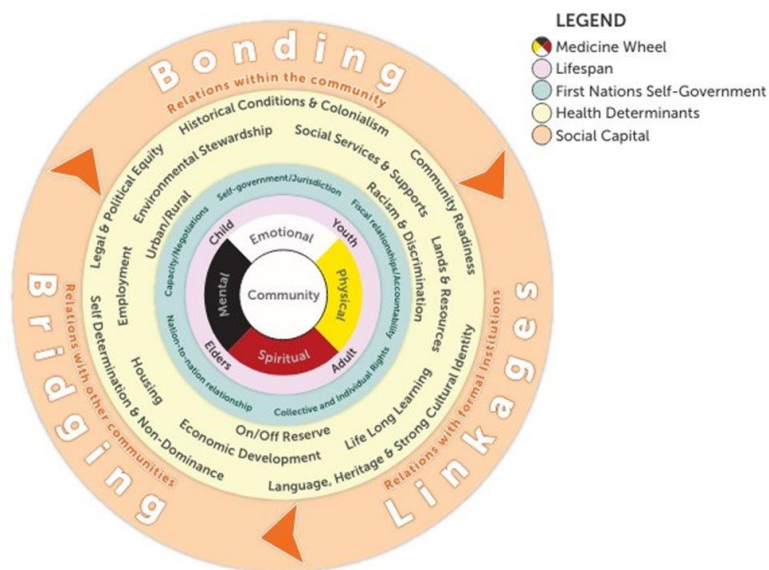 LEGEND
Medicine Wheel
Lifespan
First Nations Self-Government
Health Determinants
Social Capital
Bonding
Relations within the community
Linkages
Relations with formal Institutions
Bridging
Relations with other communities
Historical Conditions & Colonialism
Community Readiness
Social Services & Supports
Environmental Stewardship
Legal & Political Equity
Urban/Rural
Racism & Discrimination
Lands & Resources
Employment
Self Determination & Non-Dominance
Housing
Economic Development
On/Off Reserve
Life Long Learning
Language, Heritage & Strong Cultural Identity
Self-government/Jurisdiction
Fiscal relationships/Accountability
Collective and Individual Rights
Nation-to-nation relationship
Capacity/Negotiations
Child
Youth
Adult
Elders
Emotional
Physical
Spiritual
Mental
Community